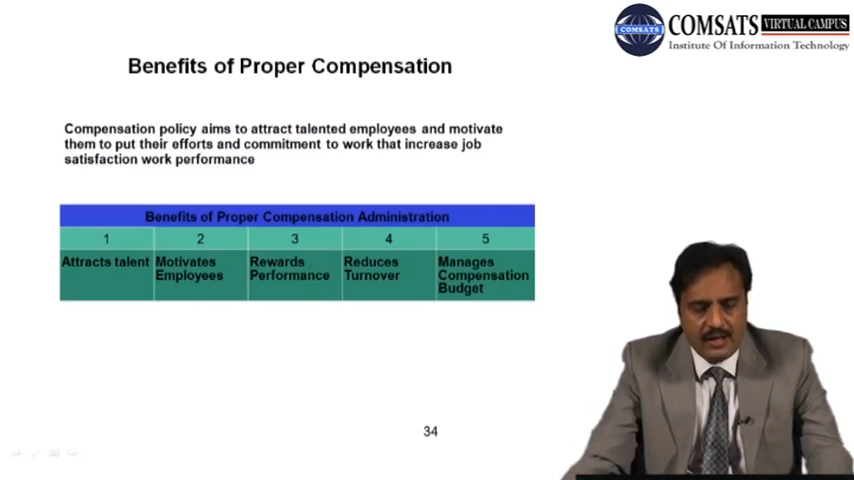 COMSATS
COMSATS VIRTUAL CAMPUS
Institute Of Information Technology
Benefits of Proper Compensation
Compensation policy aims to attract talented employees and motivate
them to put their efforts and commitment to work that increase job
satisfaction work performance
Benefits of Proper Compensation Administration
1 2 3 4 5
Attracts talent
Motivates
Employees
Rewards
Performance
Reduces
Turnover
Manages
Compensation
Budget
34